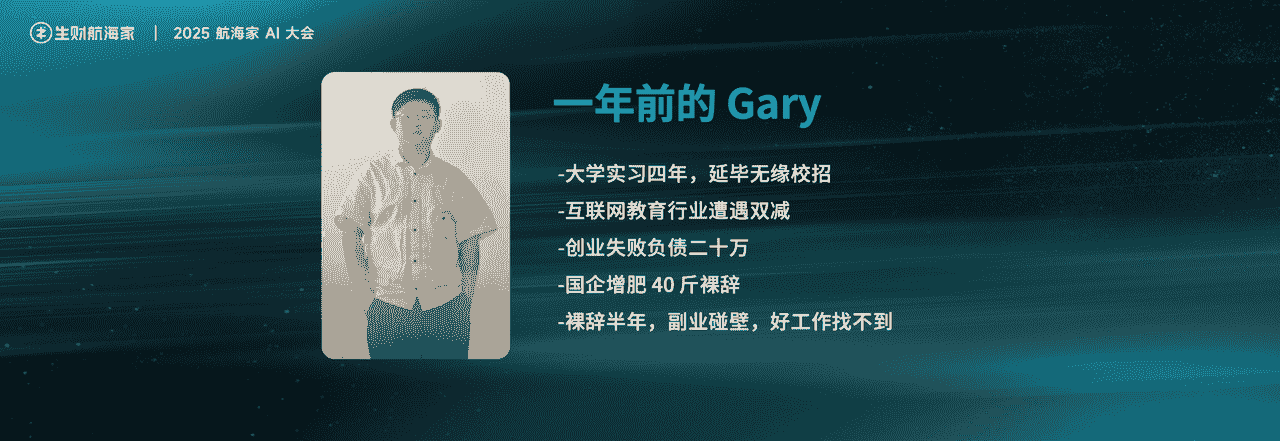 生财航海家 | 2025 航海家 AI 大会
一年前的 Gary
-大学实习四年，延毕无缘校招
-互联网教育行业遭遇双减
-创业失败负债二十万
-国企增肥 40 斤裸辞
-裸辞半年，副业碰壁，好工作找不到